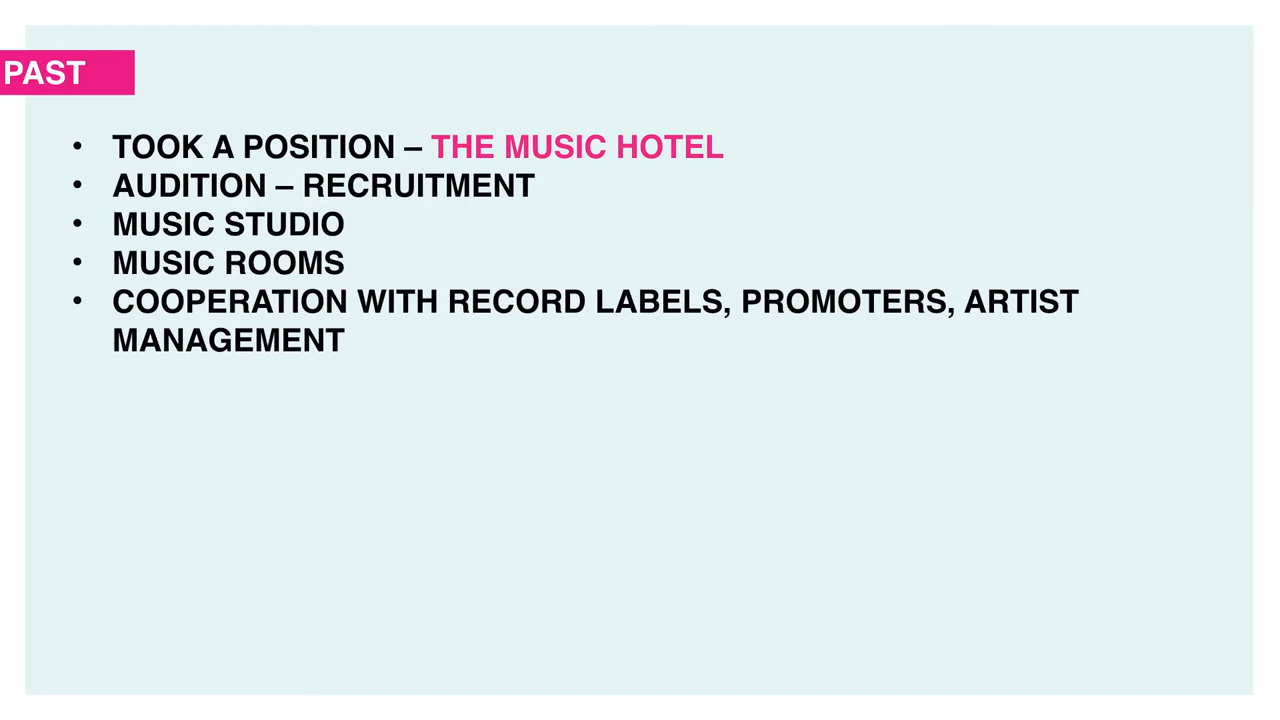 PAST
• TOOK A POSITION – THE MUSIC HOTEL
• AUDITION – RECRUITMENT
• MUSIC STUDIO
• MUSIC ROOMS
• COOPERATION WITH RECORD LABELS, PROMOTERS, ARTIST
MANAGEMENT